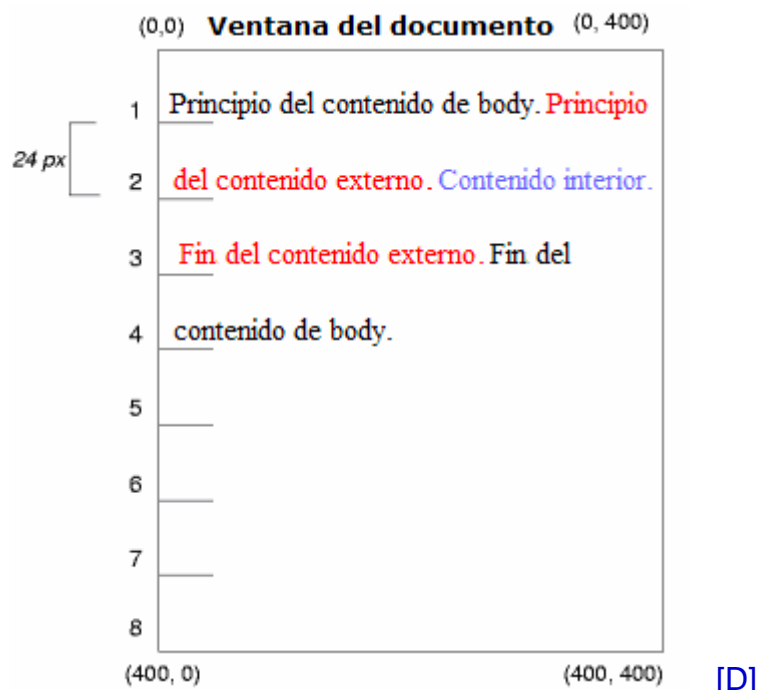 (0,0) Ventana del documento (0, 400)
1 Principio del contenido de body. Principio
24 px
2 del contenido externo. Contenido interior.
3 Fin del contenido externo. Fin del
4 contenido de body.
5
6
7
8
(400, 0) (400, 400) [D]